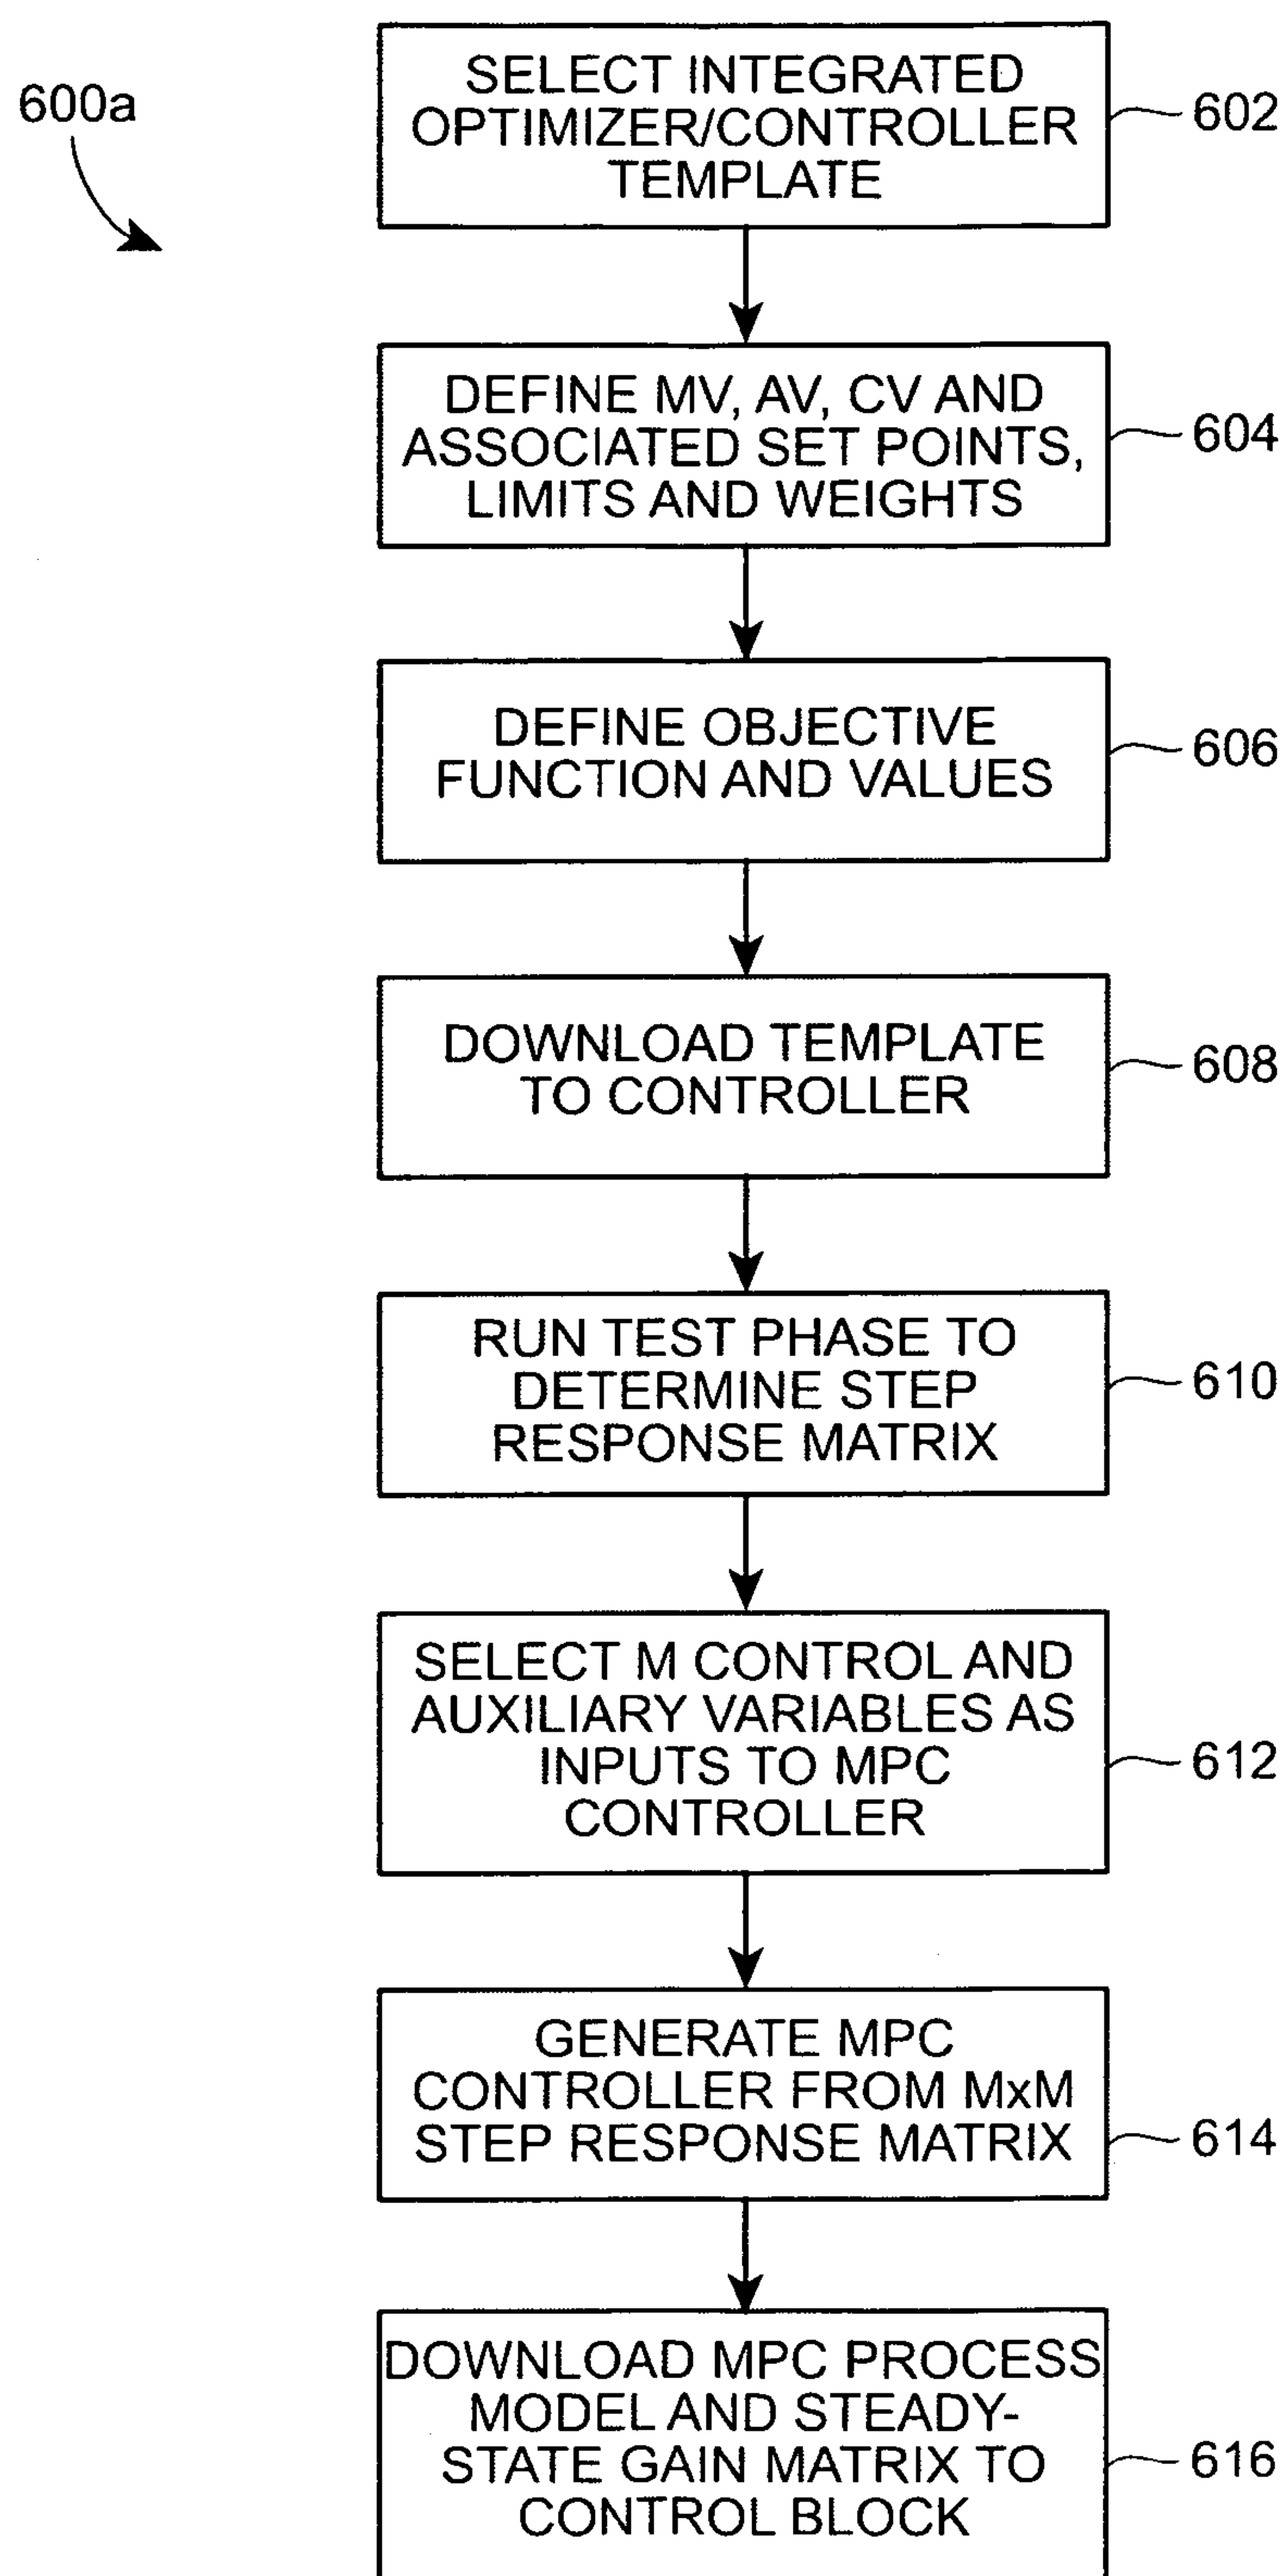 600a
SELECT INTEGRATED
OPTIMIZER/CONTROLLER
TEMPLATE
602
DEFINE MV, AV, CV AND
ASSOCIATED SET POINTS,
LIMITS AND WEIGHTS
604
DEFINE OBJECTIVE
FUNCTION AND VALUES
606
DOWNLOAD TEMPLATE
TO CONTROLLER
608
RUN TEST PHASE TO
DETERMINE STEP
RESPONSE MATRIX
610
SELECT M CONTROL AND
AUXILIARY VARIABLES AS
INPUTS TO MPC
CONTROLLER
612
GENERATE MPC
CONTROLLER FROM MxM
STEP RESPONSE MATRIX
614
DOWNLOAD MPC PROCESS
MODEL AND STEADY-
STATE GAIN MATRIX TO
CONTROL BLOCK
616